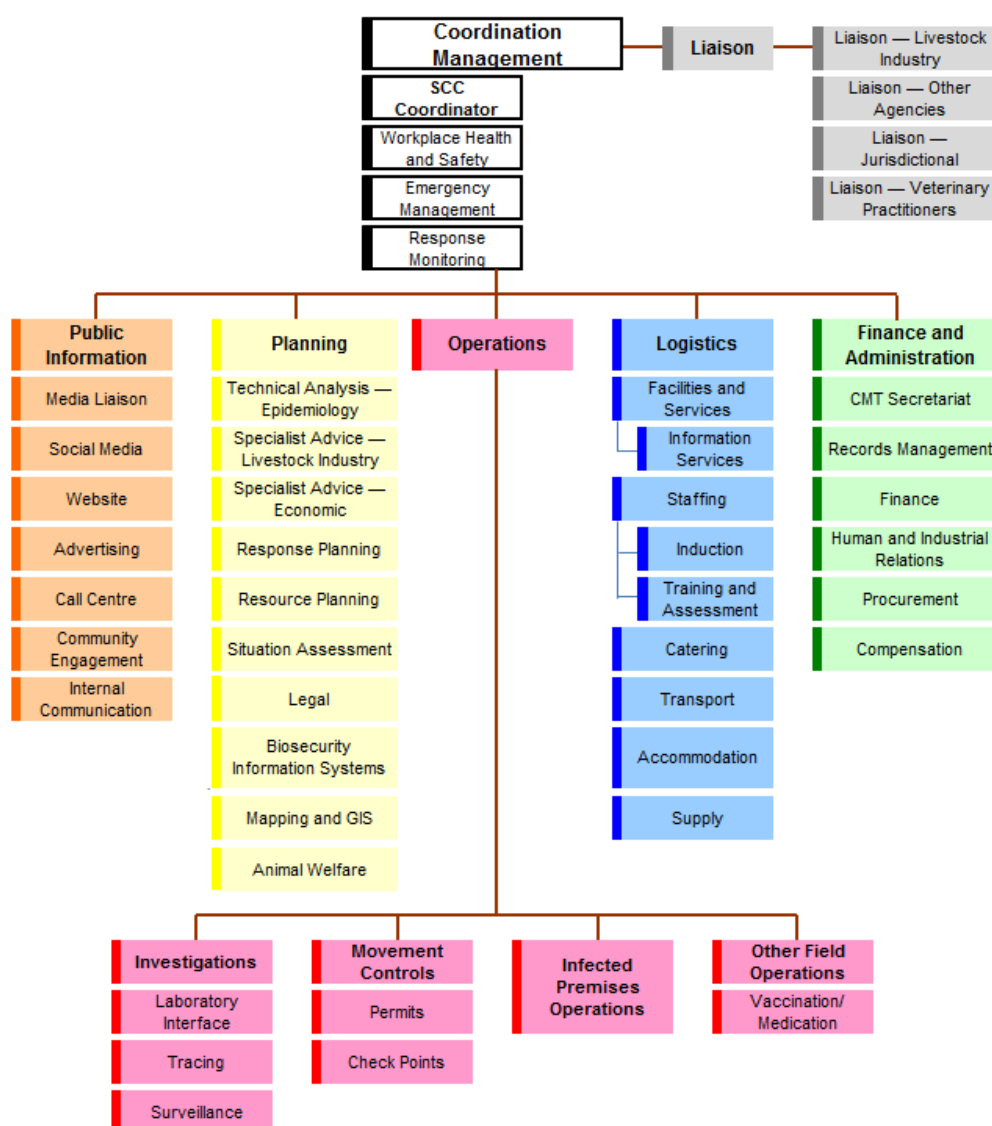 Coordination
Management
Liaison
Liaison — Livestock
Industry
Liaison — Other
Agencies
Liaison —
Jurisdictional
Liaison — Veterinary
Practitioners
SCC
Coordinator
Workplace Health
and Safety
Emergency
Management
Response
Monitoring
Public
Information
Media Liaison
Social Media
Website
Advertising
Call Centre
Community
Engagement
Internal
Communication
Planning
Technical Analysis —
Epidemiology
Specialist Advice —
Livestock Industry
Specialist Advice —
Economic
Response Planning
Resource Planning
Situation Assessment
Legal
Biosecurity
Information Systems
Mapping and GIS
Animal Welfare
Operations
Logistics
Facilities and
Services
Information
Services
Staffing
Induction
Training and
Assessment
Catering
Transport
Accommodation
Supply
Finance and
Administration
CMT Secretariat
Records Management
Finance
Human and Industrial
Relations
Procurement
Compensation
Investigations
Laboratory
Interface
Tracing
Surveillance
Movement
Controls
Permits
Check Points
Infected
Premises
Operations
Other Field
Operations
Vaccination/
Medication